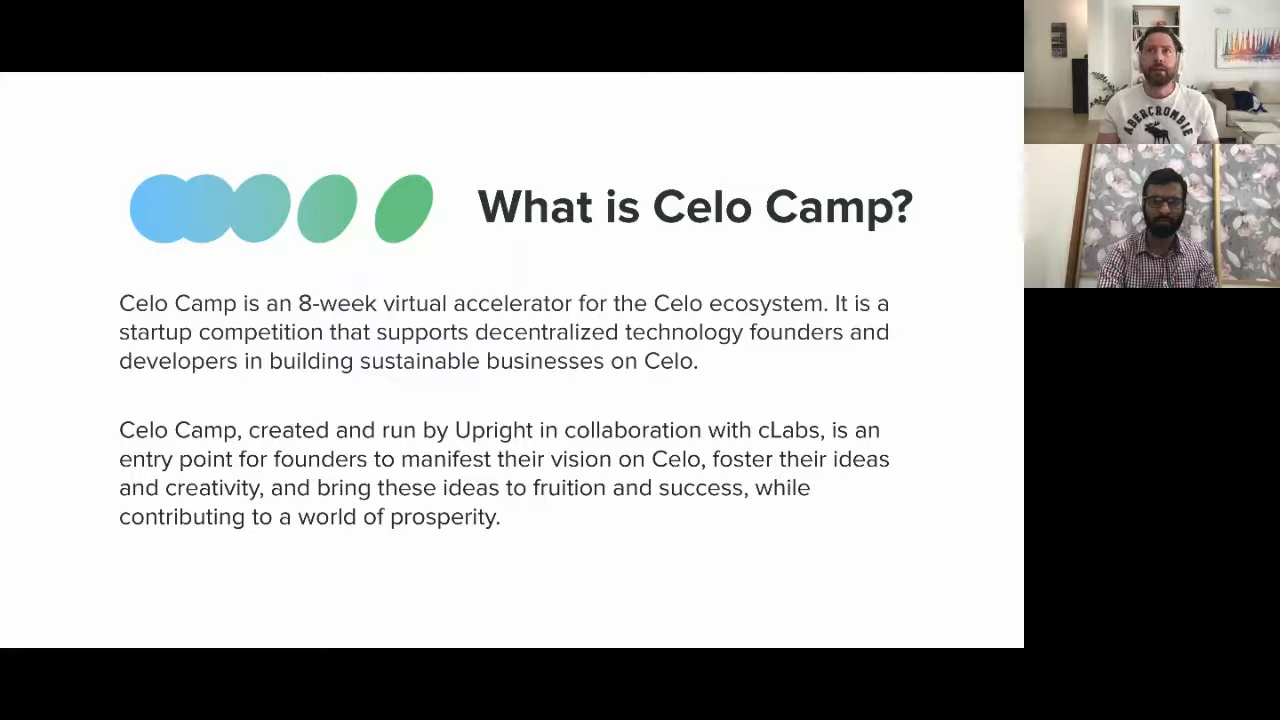 What is Celo Camp?
Celo Camp is an 8-week virtual accelerator for the Celo ecosystem. It is a
startup competition that supports decentralized technology founders and
developers in building sustainable businesses on Celo.
Celo Camp, created and run by Upright in collaboration with cLabs, is an
entry point for founders to manifest their vision on Celo, foster their ideas
and creativity, and bring these ideas to fruition and success, while
contributing to a world of prosperity.
ABERCROMBIE